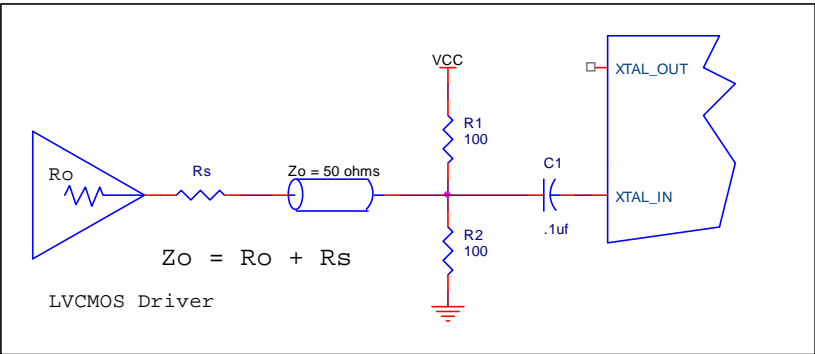 VCC
XTAL_OUT
R1
100
Ro
Rs
Zo = 50 ohms
C1
XTAL_IN
.1uf
R2
100
Zo = Ro + Rs
LVCMOS Driver